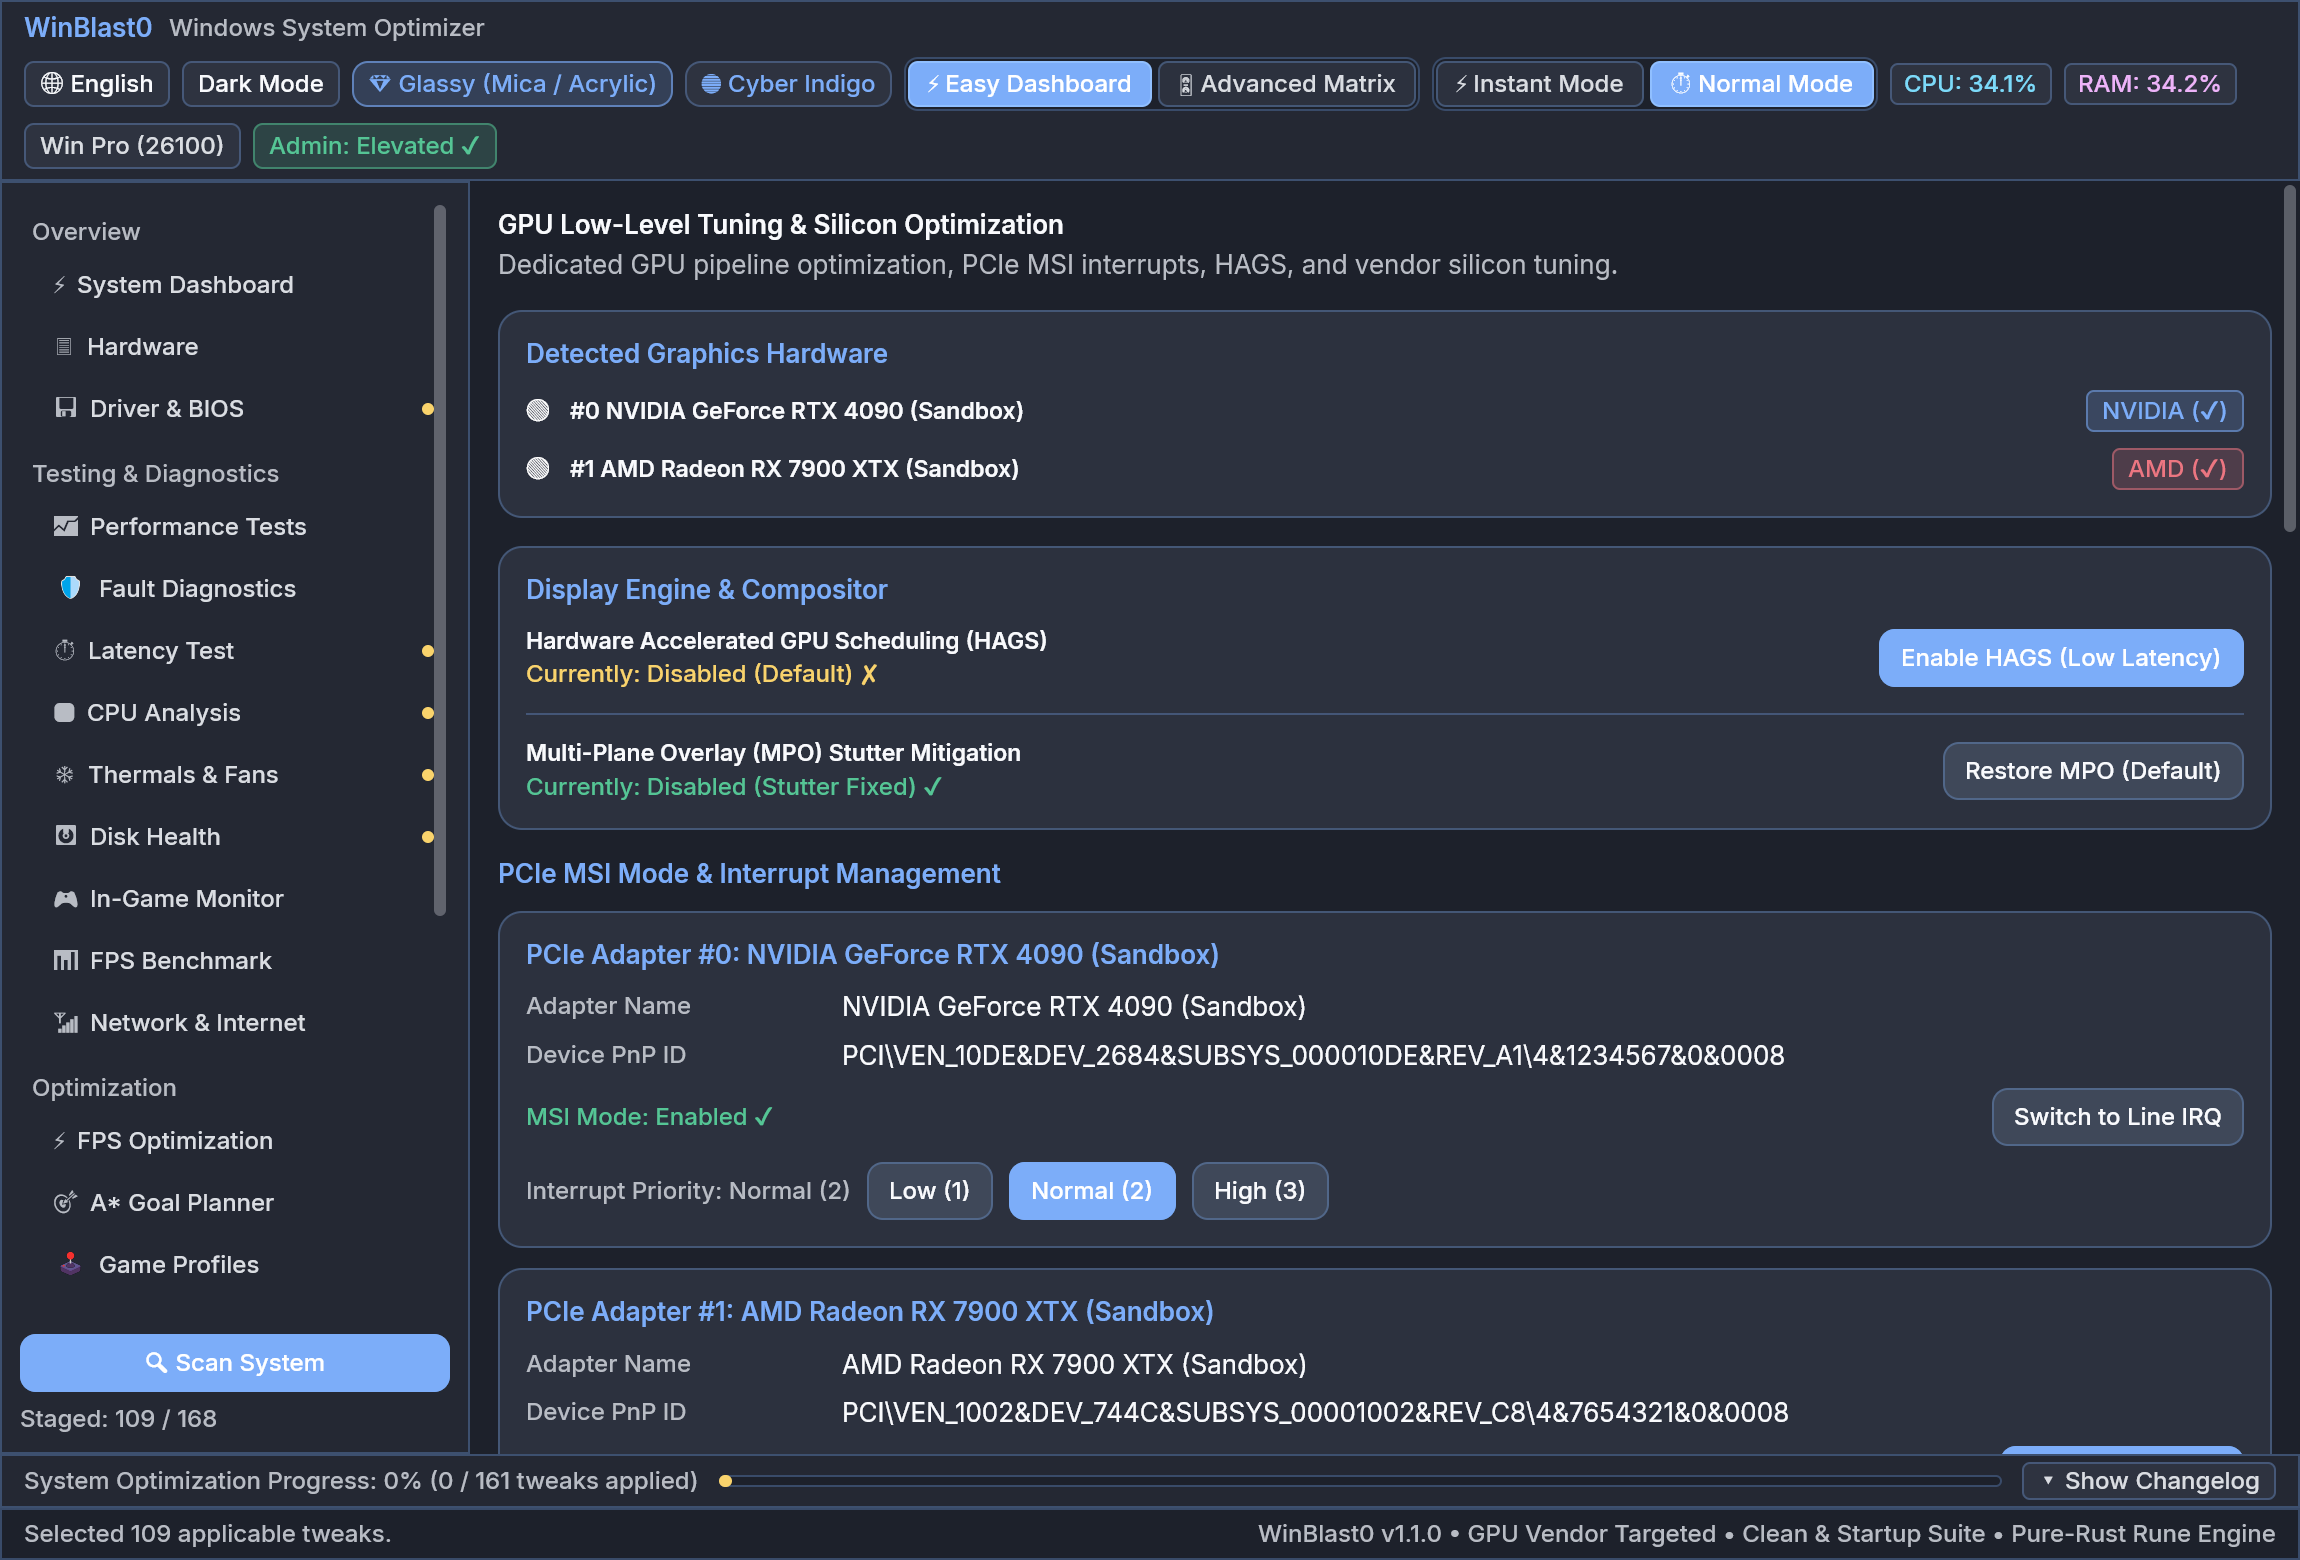 WinBlast0 Windows System Optimizer
English Dark Mode Glassy (Mica / Acrylic) Cyber Indigo ⚡Easy Dashboard Advanced Matrix ⚡Instant Mode ⏱ Normal Mode CPU: 34.1% RAM: 34.2%
Win Pro (26100) Admin: Elevated ✓
Overview
⚡ System Dashboard
Hardware
Driver & BIOS
Testing & Diagnostics
Performance Tests
Fault Diagnostics
Latency Test
CPU Analysis
Thermals & Fans
Disk Health
In-Game Monitor
FPS Benchmark
Network & Internet
Optimization
⚡ FPS Optimization
A* Goal Planner
Game Profiles
Scan System
Staged: 109 / 168
GPU Low-Level Tuning & Silicon Optimization
Dedicated GPU pipeline optimization, PCIe MSI interrupts, HAGS, and vendor silicon tuning.
Detected Graphics Hardware
#0 NVIDIA GeForce RTX 4090 (Sandbox) NVIDIA (✓)
#1 AMD Radeon RX 7900 XTX (Sandbox) AMD (✓)
Display Engine & Compositor
Hardware Accelerated GPU Scheduling (HAGS)
Currently: Disabled (Default) ✗
Enable HAGS (Low Latency)
Multi-Plane Overlay (MPO) Stutter Mitigation
Currently: Disabled (Stutter Fixed) ✓
Restore MPO (Default)
PCIe MSI Mode & Interrupt Management
PCIe Adapter #0: NVIDIA GeForce RTX 4090 (Sandbox)
Adapter Name NVIDIA GeForce RTX 4090 (Sandbox)
Device PnP ID PCI\VEN_10DE&DEV_2684&SUBSYS_000010DE&REV_A1\4&1234567&0&0008
MSI Mode: Enabled ✓ Switch to Line IRQ
Interrupt Priority: Normal (2) Low (1) Normal (2) High (3)
PCIe Adapter #1: AMD Radeon RX 7900 XTX (Sandbox)
Adapter Name AMD Radeon RX 7900 XTX (Sandbox)
Device PnP ID PCI\VEN_1002&DEV_744C&SUBSYS_00001002&REV_C8\4&7654321&0&0008
System Optimization Progress: 0% (0 / 161 tweaks applied) ▼ Show Changelog
Selected 109 applicable tweaks. WinBlast0 v1.1.0 • GPU Vendor Targeted • Clean & Startup Suite • Pure-Rust Rune Engine